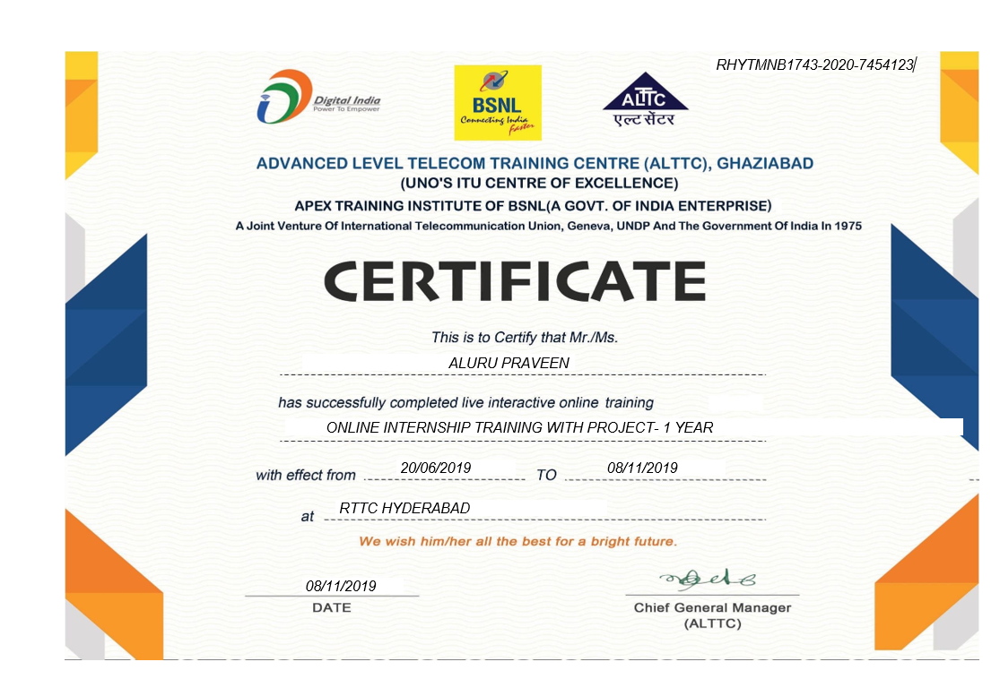 RHYTMNB1743-2020-7454123
Digital India
Power To Empower
BSNL
Connecting India
Faster
ALTTC
एल्ट सेंटर
ADVANCED LEVEL TELECOM TRAINING CENTRE (ALTTC), GHAZIABAD
(UNO'S ITU CENTRE OF EXCELLENCE)
APEX TRAINING INSTITUTE OF BSNL(A GOVT. OF INDIA ENTERPRISE)
A Joint Venture Of International Telecommunication Union, Geneva, UNDP And The Government Of India In 1975
CERTIFICATE
This is to Certify that Mr./Ms.
ALURU PRAVEEN
has successfully completed live interactive online training
ONLINE INTERNSHIP TRAINING WITH PROJECT- 1 YEAR
with effect from 20/06/2019 TO 08/11/2019
at RTTC HYDERABAD
We wish him/her all the best for a bright future.
08/11/2019
DATE
Chief General Manager
(ALTTC)